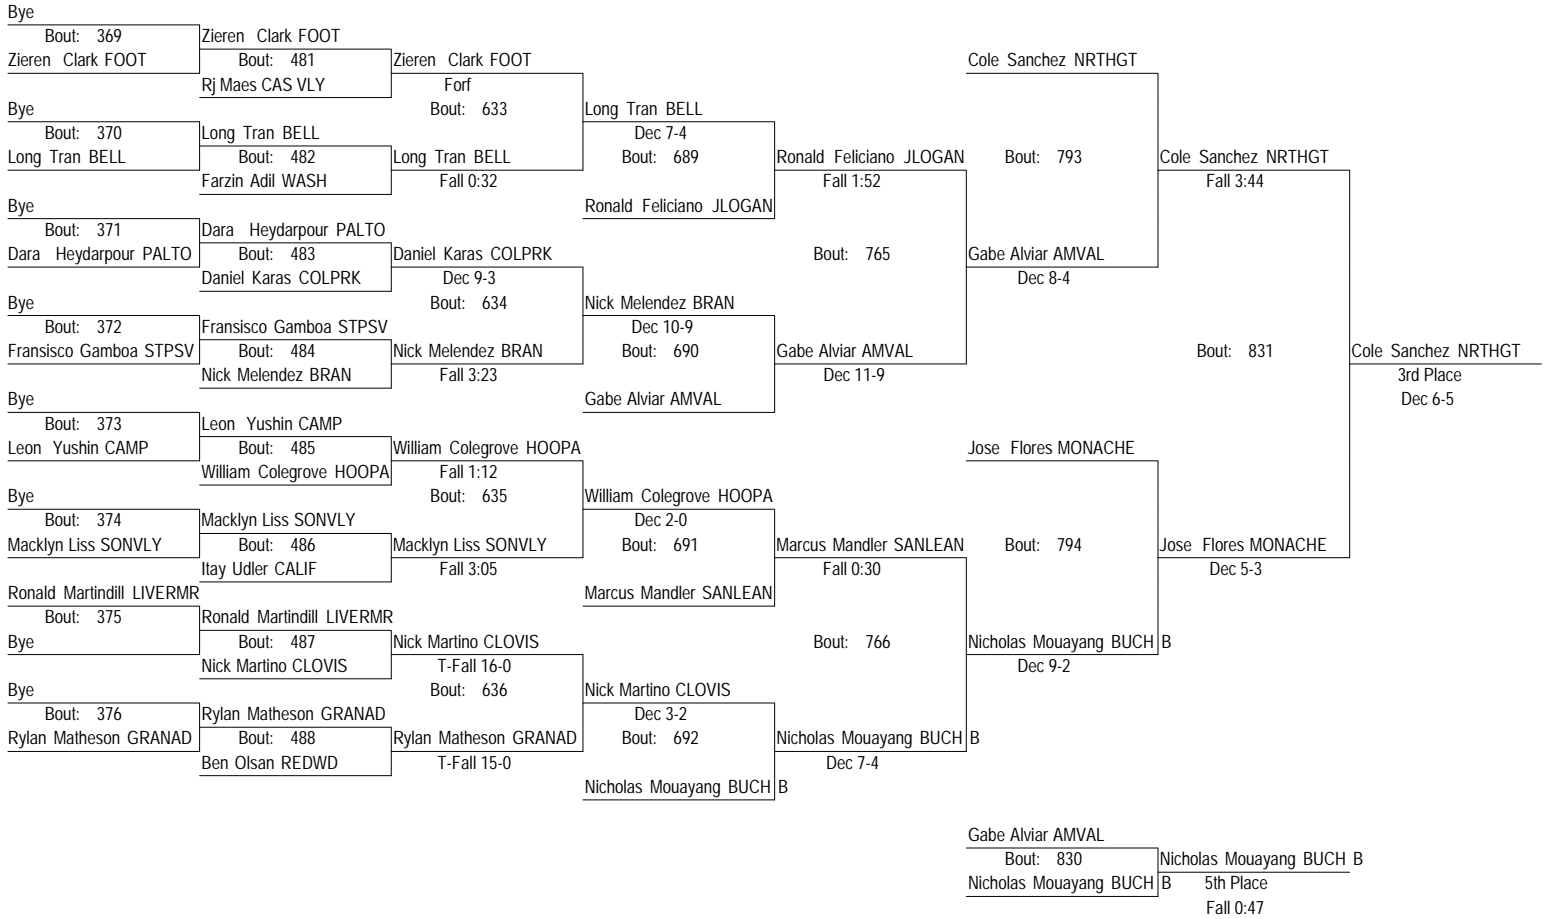 Bye
Bout: 369
Zieren Clark FOOT
Bye
Bout: 370
Long Tran BELL
Bye
Bout: 371
Dara Heydarpour PALTO
Bye
Bout: 372
Fransisco Gamboa STPSV
Bye
Bout: 373
Leon Yushin CAMP
Bye
Bout: 374
Macklyn Liss SONVLY
Ronald Martindill LIVERMR
Bout: 375
Bye
Bye
Bout: 376
Rylan Matheson GRANAD
Zieren Clark FOOT
Bout: 481
Rj Maes CAS VLY
Long Tran BELL
Bout: 482
Farzin Adil WASH
Dara Heydarpour PALTO
Bout: 483
Daniel Karas COLPRK
Fransisco Gamboa STPSV
Bout: 484
Nick Melendez BRAN
Leon Yushin CAMP
Bout: 485
William Colegrove HOOPA
Macklyn Liss SONVLY
Bout: 486
Itay Udler CALIF
Ronald Martindill LIVERMR
Bout: 487
Nick Martino CLOVIS
Rylan Matheson GRANAD
Bout: 488
Ben Olsan REDWD
Zieren Clark FOOT
Forf
Bout: 633
Long Tran BELL
Fall 0:32
Daniel Karas COLPRK
Dec 9-3
Bout: 634
Nick Melendez BRAN
Fall 3:23
William Colegrove HOOPA
Fall 1:12
Bout: 635
Macklyn Liss SONVLY
Fall 3:05
Nick Martino CLOVIS
T-Fall 16-0
Bout: 636
Rylan Matheson GRANAD
T-Fall 15-0
Long Tran BELL
Dec 7-4
Bout: 689
Ronald Feliciano JLOGAN
Nick Melendez BRAN
Dec 10-9
Bout: 690
Gabe Alviar AMVAL
William Colegrove HOOPA
Dec 2-0
Bout: 691
Marcus Mandler SANLEAN
Nick Martino CLOVIS
Dec 3-2
Bout: 692
Nicholas Mouayang BUCH B
Ronald Feliciano JLOGAN
Fall 1:52
Bout: 765
Gabe Alviar AMVAL
Dec 11-9
Marcus Mandler SANLEAN
Fall 0:30
Bout: 766
Nicholas Mouayang BUCH B
Dec 7-4
Cole Sanchez NRTHGT
Bout: 793
Gabe Alviar AMVAL
Dec 8-4
Jose Flores MONACHE
Bout: 794
Nicholas Mouayang BUCH B
Dec 9-2
Cole Sanchez NRTHGT
Fall 3:44
Bout: 831
Jose Flores MONACHE
Dec 5-3
Cole Sanchez NRTHGT
3rd Place
Dec 6-5
Gabe Alviar AMVAL
Bout: 830
Nicholas Mouayang BUCH B
Nicholas Mouayang BUCH B
5th Place
Fall 0:47